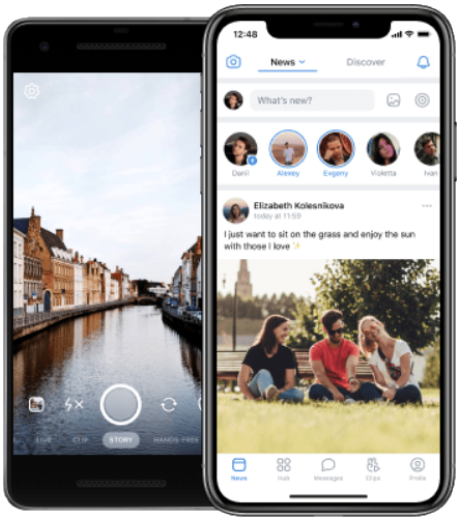 LIVE
CLIP
STORY
HANDS-FREE
12:48
News
Discover
What's new?
Daniil
Alexey
Evgeny
Violetta
Ivan
Elizabeth Kolesnikova
today at 11:59
I just want to sit on the grass and enjoy the sun
with those I love ✨
News
Hub
Messages
Clips
Profile